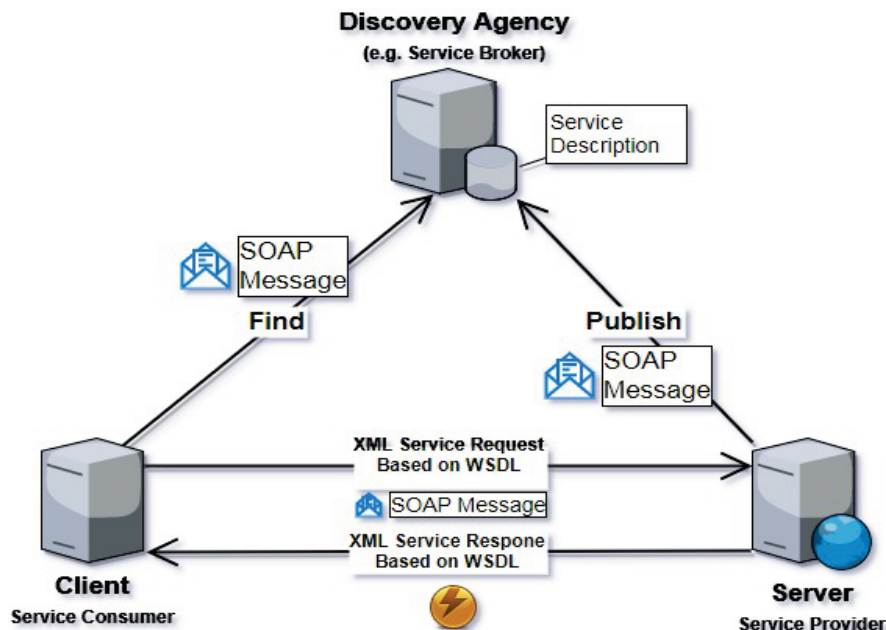 Discovery Agency
(e.g. Service Broker)
Service
Description
SOAP
Message
Find
Publish
SOAP
Message
XML Service Request
Based on WSDL
SOAP Message
XML Service Respone
Based on WSDL
Client
Service Consumer
Server
Service Provider